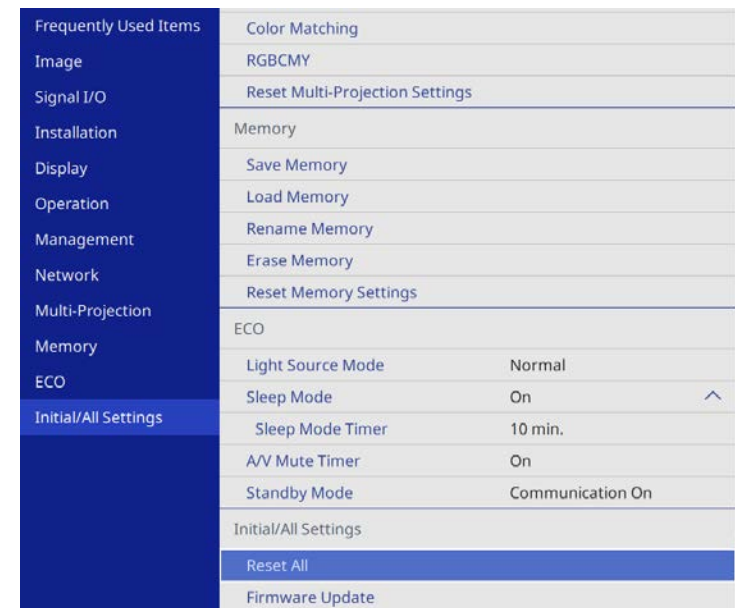 Frequently Used Items
Image
Signal I/O
Installation
Display
Operation
Management
Network
Multi-Projection
Memory
ECO
Initial/All Settings
Color Matching
RGBCMY
Reset Multi-Projection Settings
Memory
Save Memory
Load Memory
Rename Memory
Erase Memory
Reset Memory Settings
ECO
Light Source Mode Normal
Sleep Mode On
Sleep Mode Timer 10 min.
A/V Mute Timer On
Standby Mode Communication On
Initial/All Settings
Reset All
Firmware Update